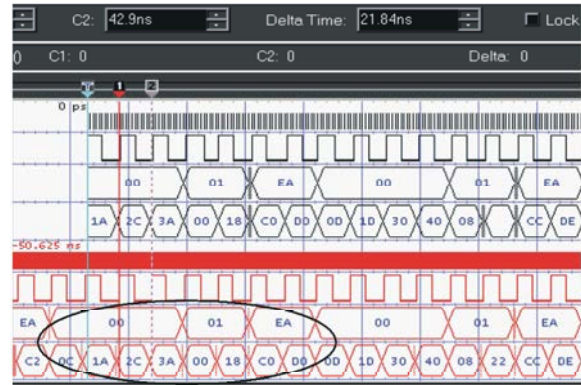 C2: 42.9ns Delta Time: 21.84ns Lock
0 C1: 0 C2: 0 Delta: 0
T 1 2
0 ps
00 01 EA 00 01 EA
1A 2C 3A 00 18 C0 D0 0D 1D 30 40 08 CC DE
-50.625 ns
EA 00 01 EA 00 01 EA
C2 0C 1A 2C 3A 00 18 C0 D0 0D 1D 30 40 08 22 CC DE